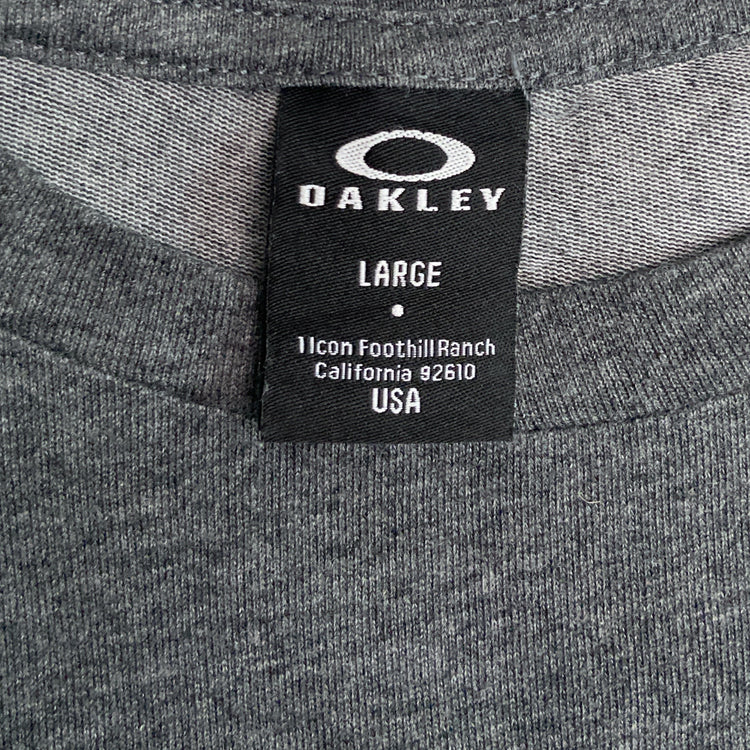 OAKLEY
LARGE
1 Icon Foothill Ranch
California 92610
USA